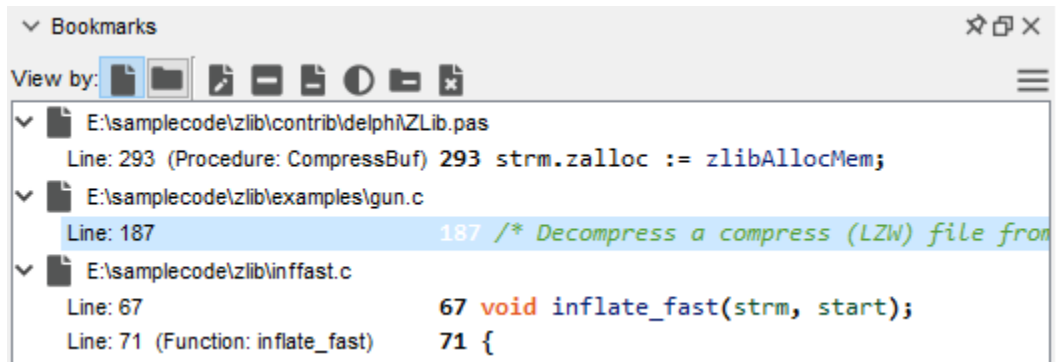 Bookmarks
View by:
E:\samplecode\zlib\contrib\delphi\ZLib.pas
Line: 293 (Procedure: CompressBuf) 293 strm.zalloc := zlibAllocMem;
E:\samplecode\zlib\examples\gun.c
Line: 187 187 /* Decompress a compress (LZW) file from
E:\samplecode\zlib\inffast.c
Line: 67 67 void inflate_fast(strm, start);
Line: 71 (Function: inflate_fast) 71 {